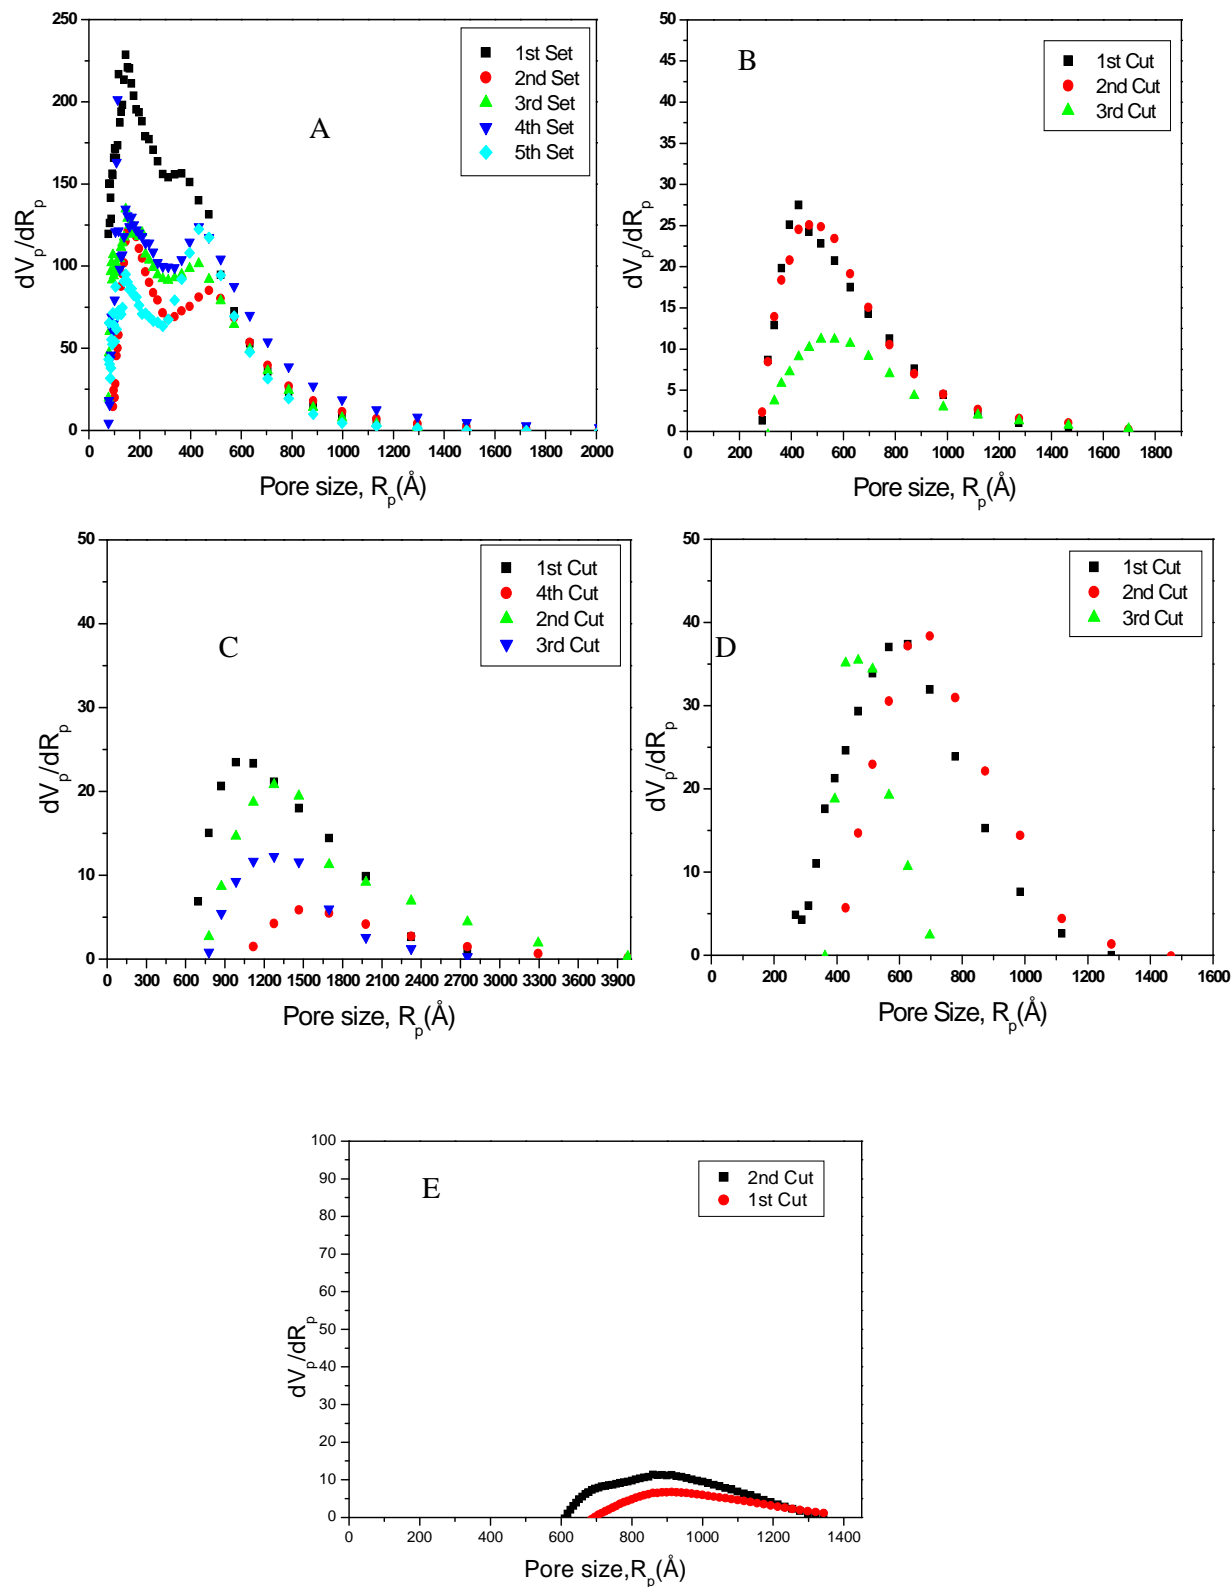 A
1st Set
2nd Set
3rd Set
4th Set
5th Set
250
200
150
100
50
0
dVp/dRp
0 200 400 600 800 1000 1200 1400 1600 1800 2000
Pore size, Rp(Å)
B
1st Cut
2nd Cut
3rd Cut
50
45
40
35
30
25
20
15
10
5
0
dVp/dRp
0 200 400 600 800 1000 1200 1400 1600 1800
Pore size, Rp(Å)
C
1st Cut
4th Cut
2nd Cut
3rd Cut
50
40
30
20
10
0
dVp/dRp
0 300 600 900 1200 1500 1800 2100 2400 2700 3000 3300 3600 3900
Pore size, Rp(Å)
D
1st Cut
2nd Cut
3rd Cut
50
40
30
20
10
0
dVp/dRp
0 200 400 600 800 1000 1200 1400 1600
Pore Size, Rp(Å)
E
2nd Cut
1st Cut
100
90
80
70
60
50
40
30
20
10
0
dVp/dRp
0 200 400 600 800 1000 1200 1400
Pore size,Rp(Å)